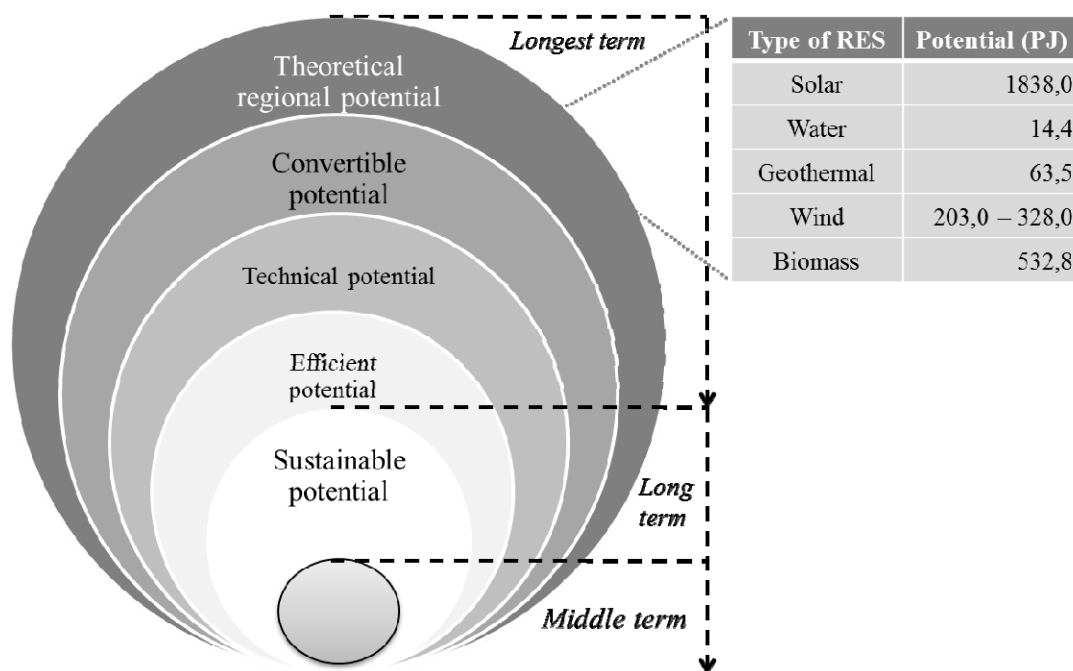 Theoretical
regional potential
Convertible
potential
Technical potential
Efficient
potential
Sustainable
potential
Longest term
Long
term
Middle term
Type of RES Potential (PJ)
Solar 1838,0
Water 14,4
Geothermal 63,5
Wind 203,0 – 328,0
Biomass 532,8